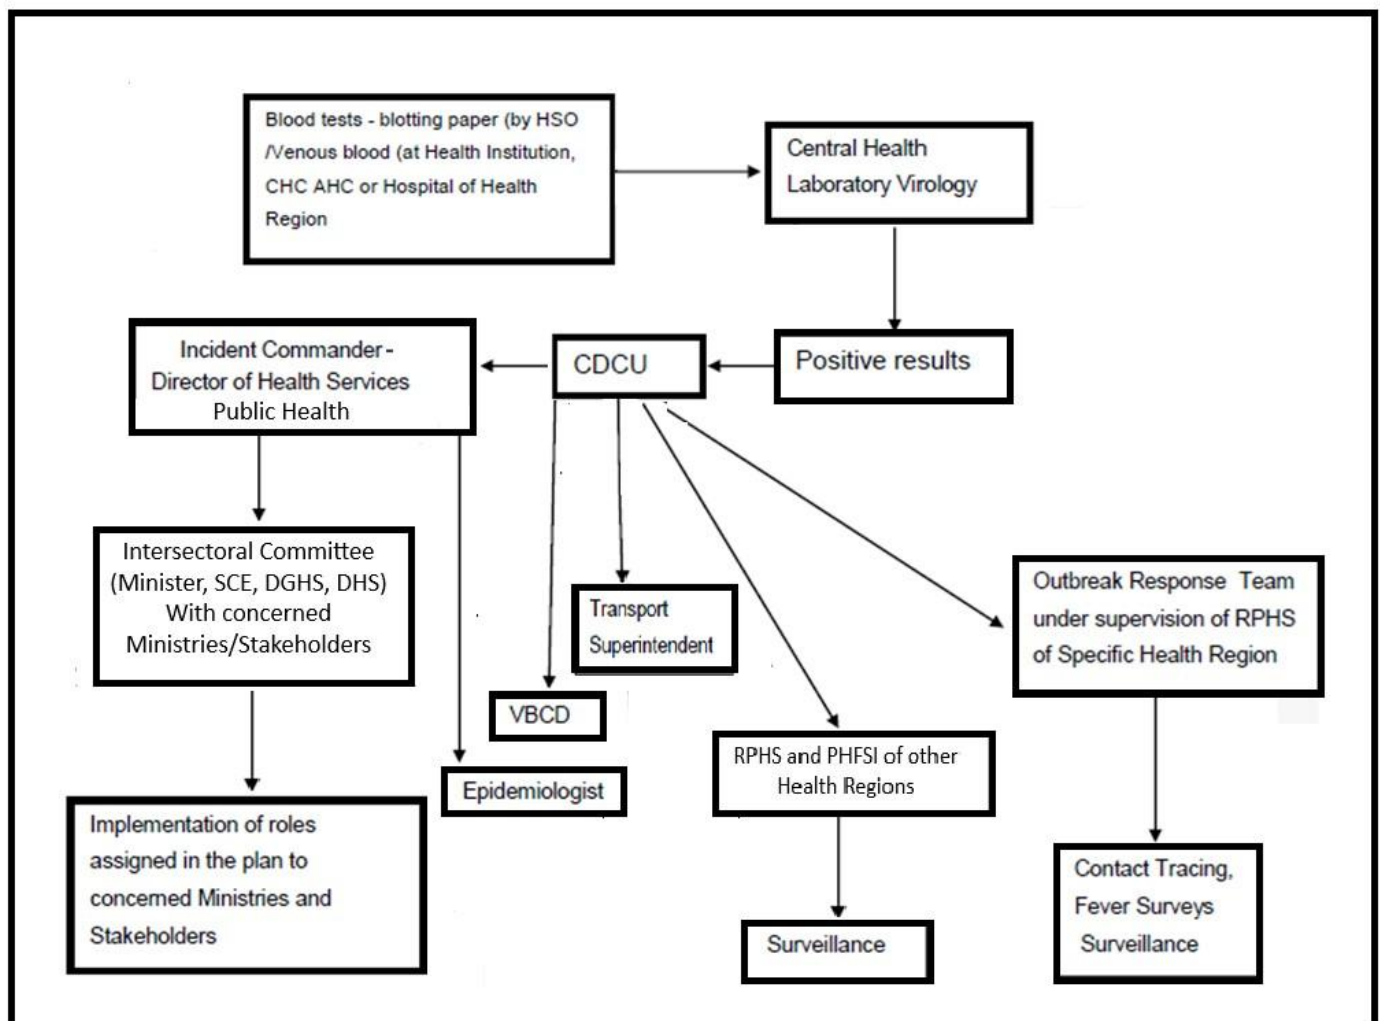 Blood tests - blotting paper (by HSO
/Venous blood (at Health Institution,
CHC AHC or Hospital of Health
Region
Central Health
Laboratory Virology
Positive results
CDCU
Incident Commander -
Director of Health Services
Public Health
Intersectoral Committee
(Minister, SCE, DGHS, DHS)
With concerned
Ministries/Stakeholders
Implementation of roles
assigned in the plan to
concerned Ministries and
Stakeholders
Epidemiologist
VBCD
Transport
Superintendent
RPHS and PHFSI of other
Health Regions
Surveillance
Outbreak Response Team
under supervision of RPHS
of Specific Health Region
Contact Tracing,
Fever Surveys
Surveillance